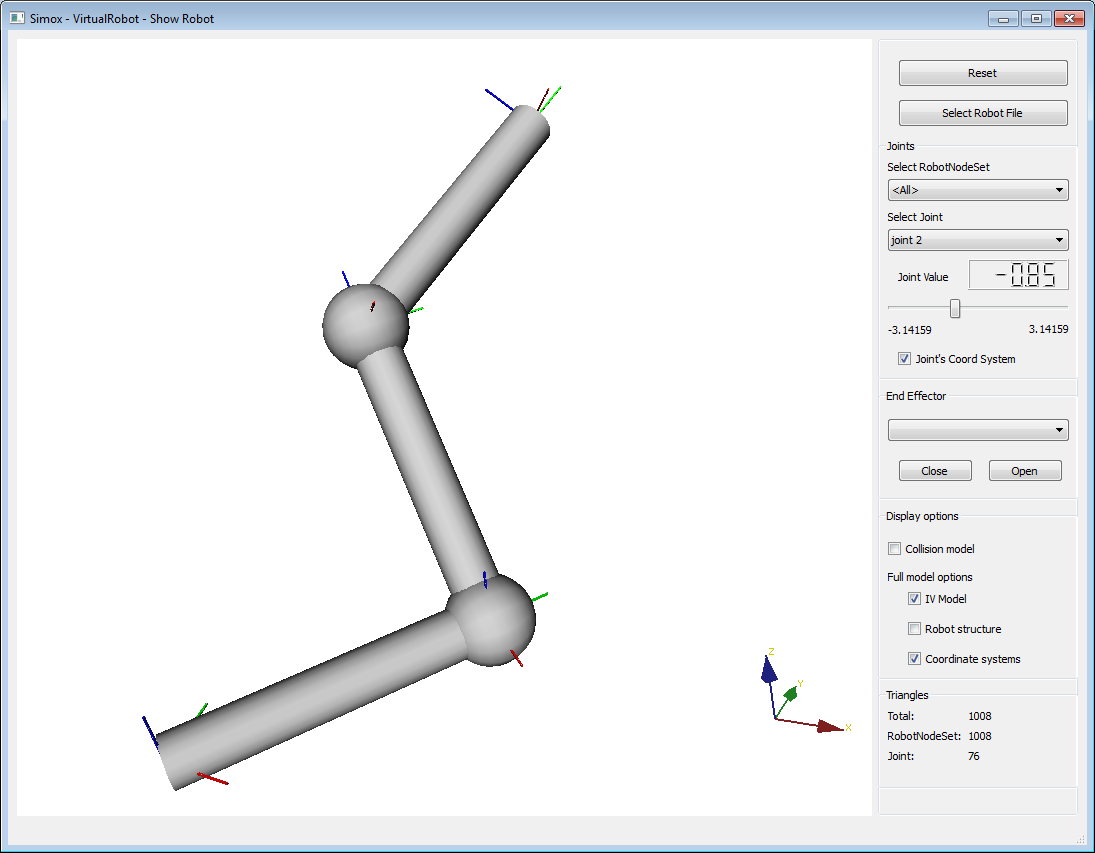 Simox - VirtualRobot - Show Robot
Reset
Select Robot File
Joints
Select RobotNodeSet
<All>
Select Joint
joint 2
Joint Value
-0.85
-3.14159
3.14159
Joint's Coord System
End Effector
Close
Open
Display options
Collision model
Full model options
IV Model
Robot structure
Coordinate systems
Z
Y
X
Triangles
Total: 1008
RobotNodeSet: 1008
Joint: 76